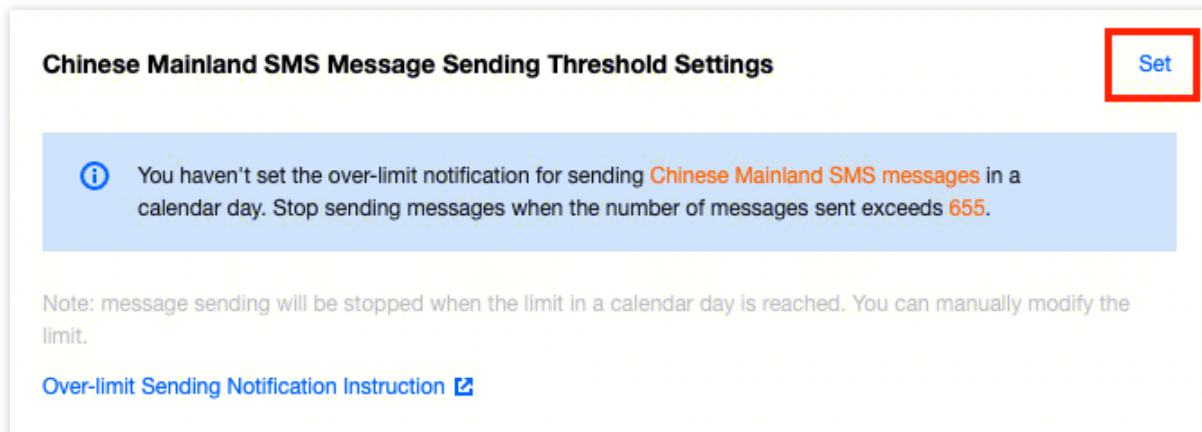 Chinese Mainland SMS Message Sending Threshold Settings
Set
You haven't set the over-limit notification for sending Chinese Mainland SMS messages in a
calendar day. Stop sending messages when the number of messages sent exceeds 655.
Note: message sending will be stopped when the limit in a calendar day is reached. You can manually modify the
limit.
Over-limit Sending Notification Instruction